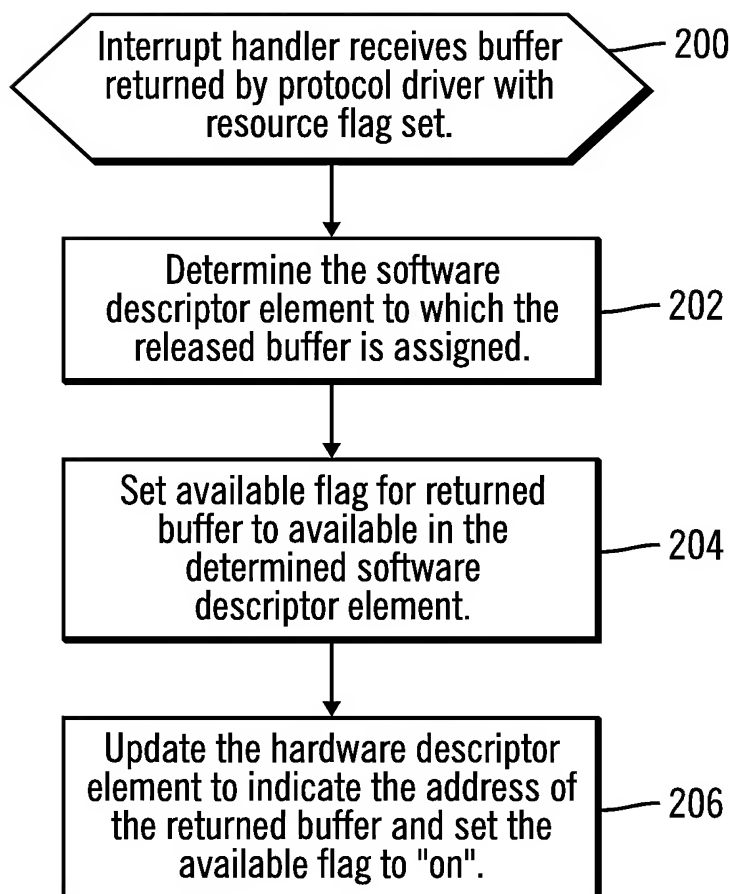 Interrupt handler receives buffer
returned by protocol driver with
resource flag set.
200
Determine the software
descriptor element to which the
released buffer is assigned.
202
Set available flag for returned
buffer to available in the
determined software
descriptor element.
204
Update the hardware descriptor
element to indicate the address of
the returned buffer and set the
available flag to "on".
206